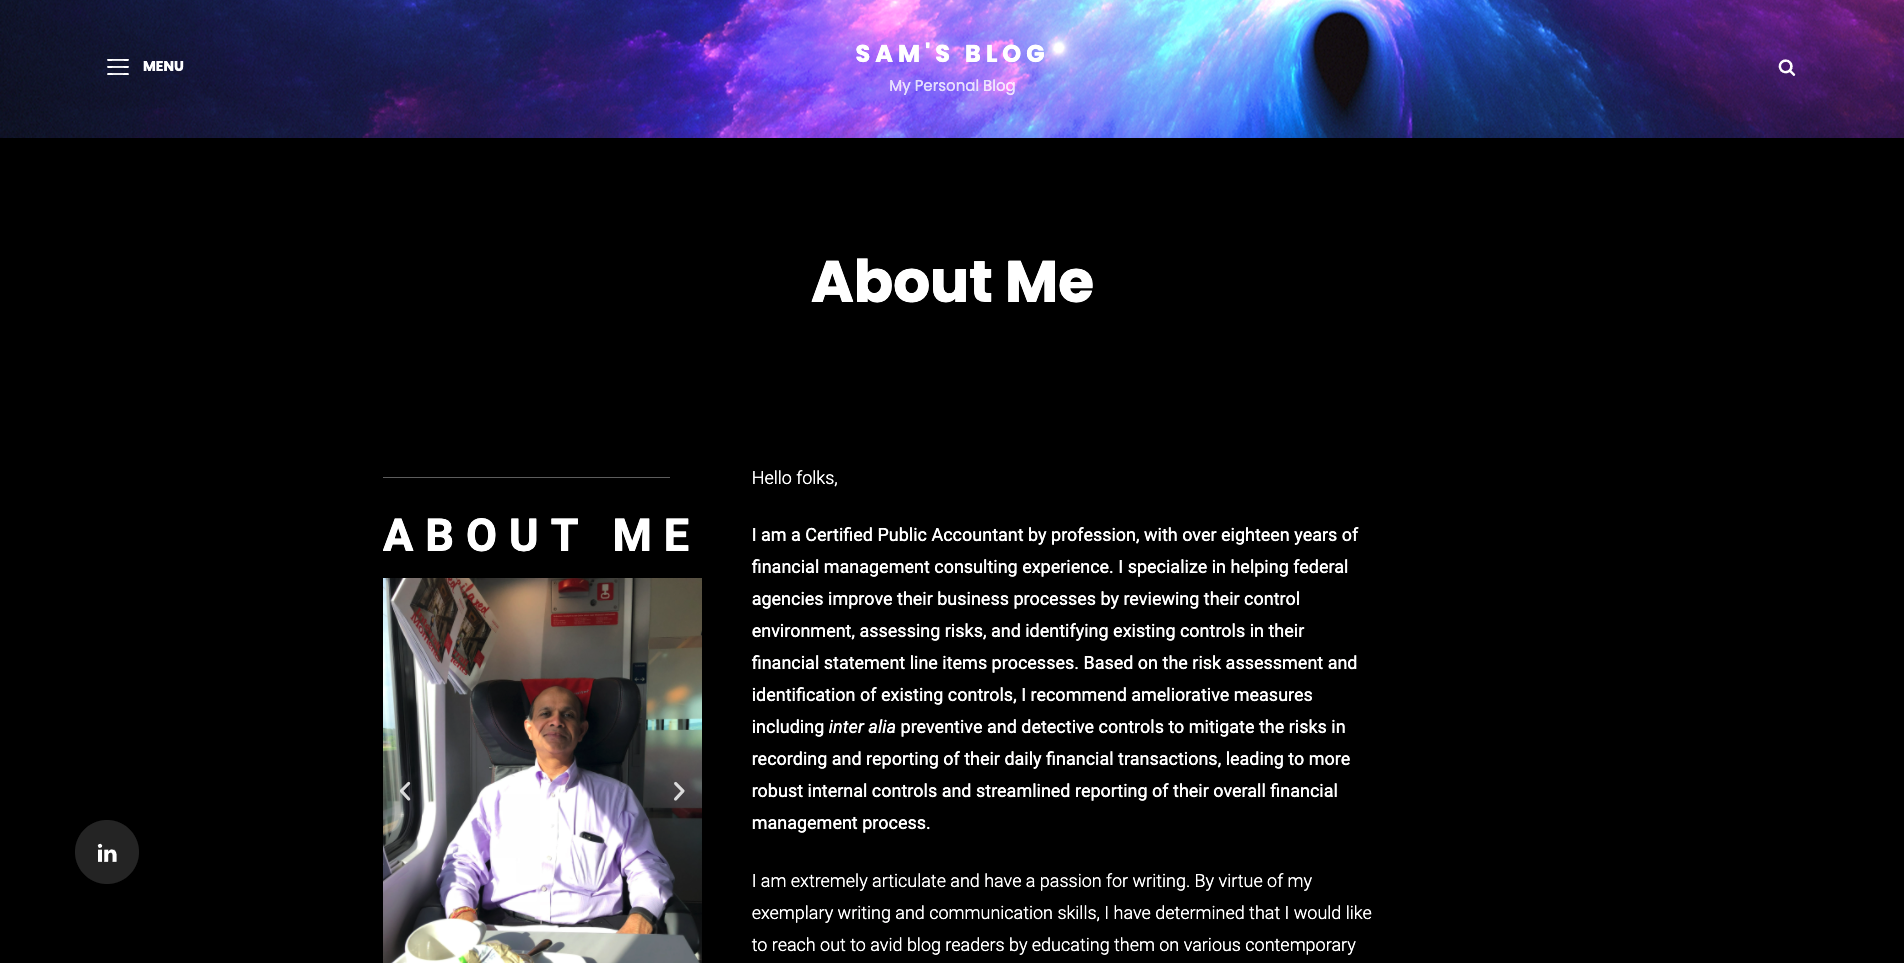 MENU
SAM'S BLOG
My Personal Blog
About Me
ABOUT ME
in
Hello folks,
I am a Certified Public Accountant by profession, with over eighteen years of
financial management consulting experience. I specialize in helping federal
agencies improve their business processes by reviewing their control
environment, assessing risks, and identifying existing controls in their
financial statement line items processes. Based on the risk assessment and
identification of existing controls, I recommend ameliorative measures
including inter alia preventive and detective controls to mitigate the risks in
recording and reporting of their daily financial transactions, leading to more
robust internal controls and streamlined reporting of their overall financial
management process.
I am extremely articulate and have a passion for writing. By virtue of my
exemplary writing and communication skills, I have determined that I would like
to reach out to avid blog readers by educating them on various contemporary